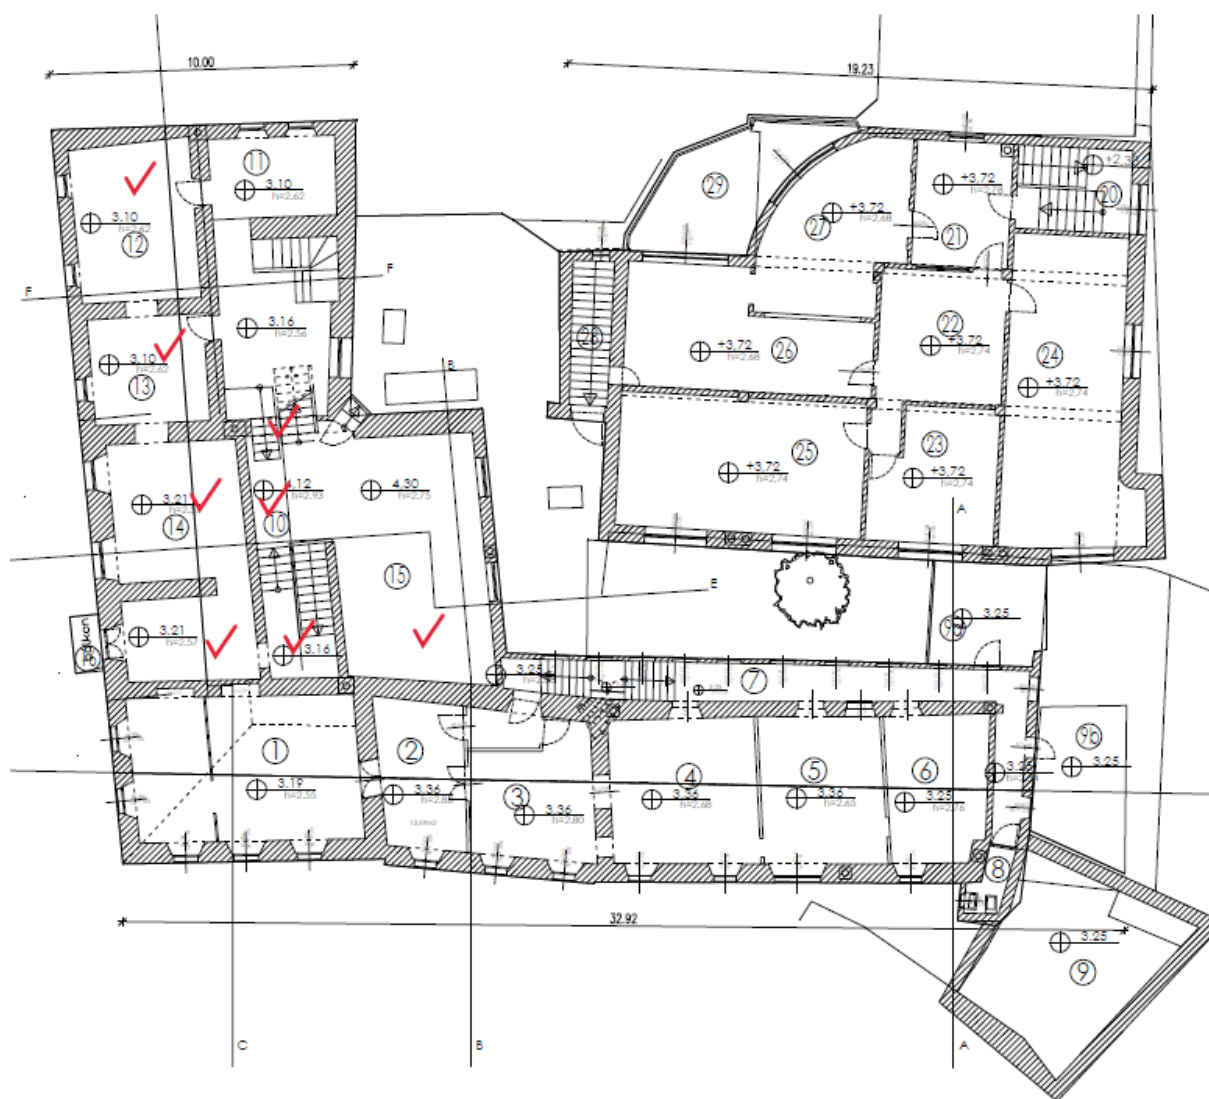 10.00
19.23
11
3.10
h=2.62
3.10
h=2.62
12
29
+3,72
h=2,68
27
+3,72
h=2,78
21
20
F
F
3.16
h=2.56
3.10
h=2.62
13
B
28
+3,72
h=2,68
26
22
+3,72
h=2,74
24
+3,72
h=2,74
23
+3,72
h=2,74
25
+3,72
h=2,74
A
3.21
14
h=2.93
10
4,30
h=2.75
15
E
3.21
h=2.57
3.16
3.25
7
3.25
1
3.19
h=2.55
2
3,36
3
3,36
h=2.80
4
3,36
h=2.68
5
3,36
h=2.65
6
3.25
h=2.76
3.25
9b
3.25
8
32.92
3.25
9
C
B
A